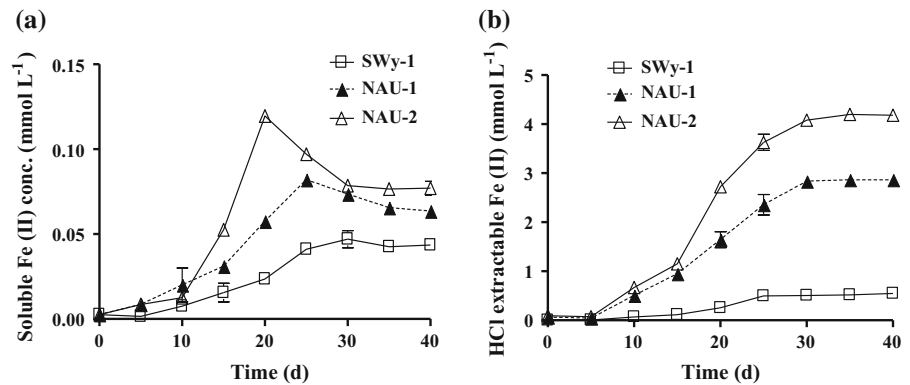 (a)
Soluble Fe (II) conc. (mmol L⁻¹)
0.15
0.10
0.05
0.00
0
10
20
30
40
Time (d)
SWy-1
NAU-1
NAU-2
(b)
HCl extractable Fe (II) (mmol L⁻¹)
5
4
3
2
1
0
0
10
20
30
40
Time (d)
SWy-1
NAU-1
NAU-2